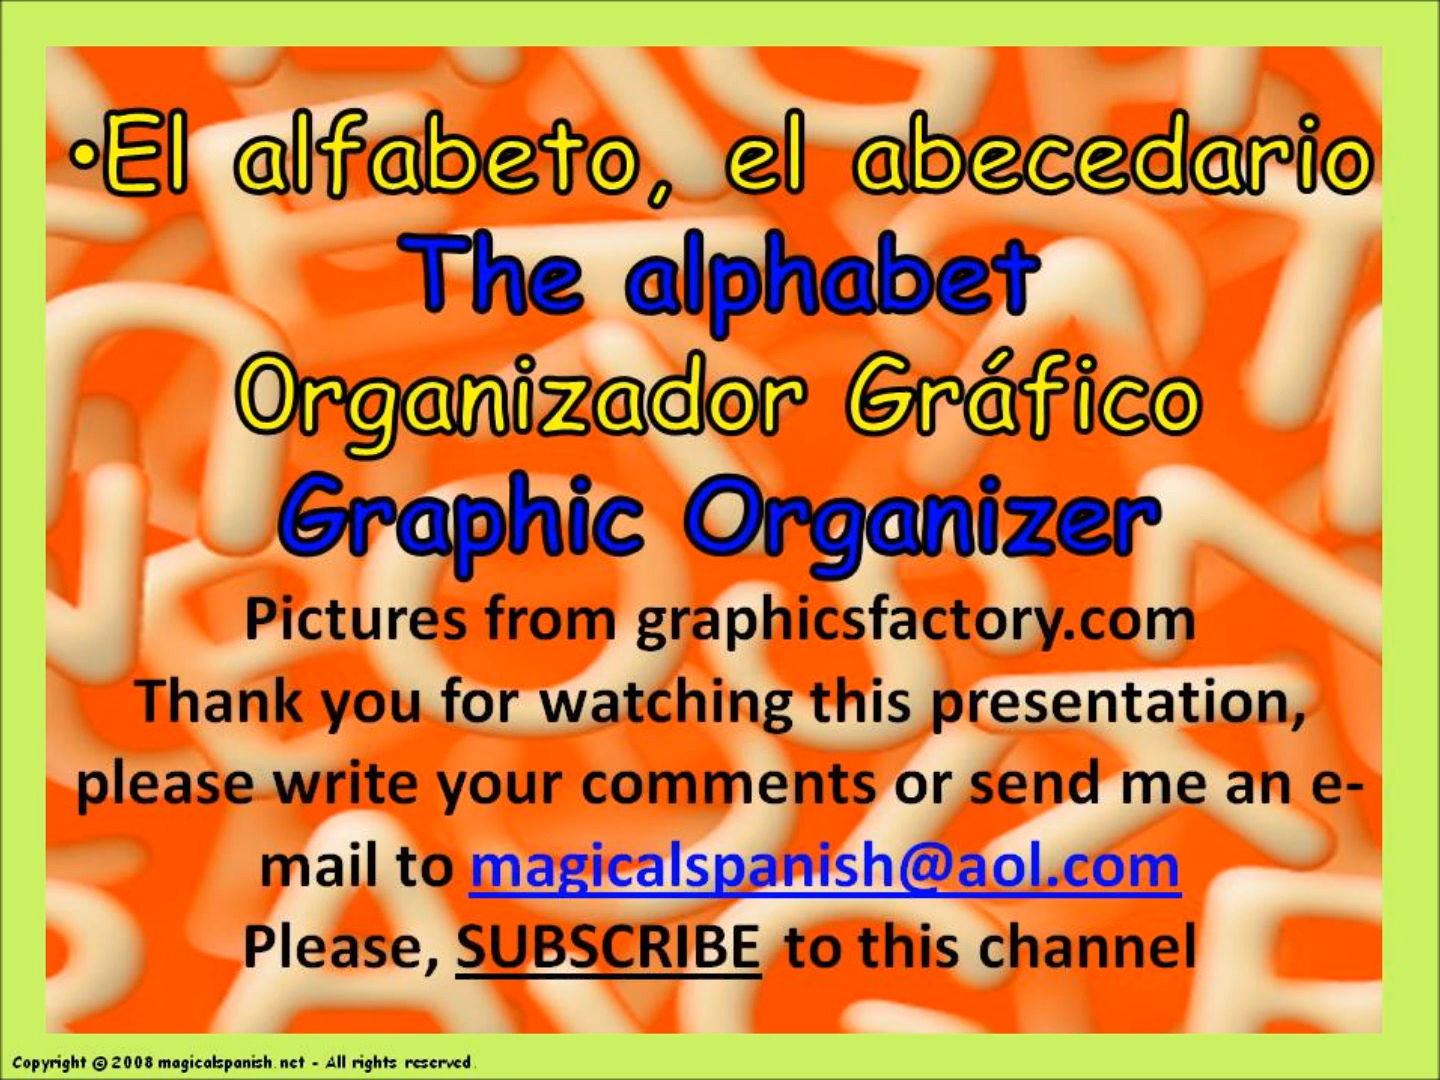 •El alfabeto, el abecedario
The alphabet
Organizador Gráfico
Graphic Organizer
Pictures from graphicsfactory.com
Thank you for watching this presentation,
please write your comments or send me an e-
mail to magicalspanish@aol.com
Please, SUBSCRIBE to this channel
Copyright © 2008 magicalspanish.net - All rights reserved.